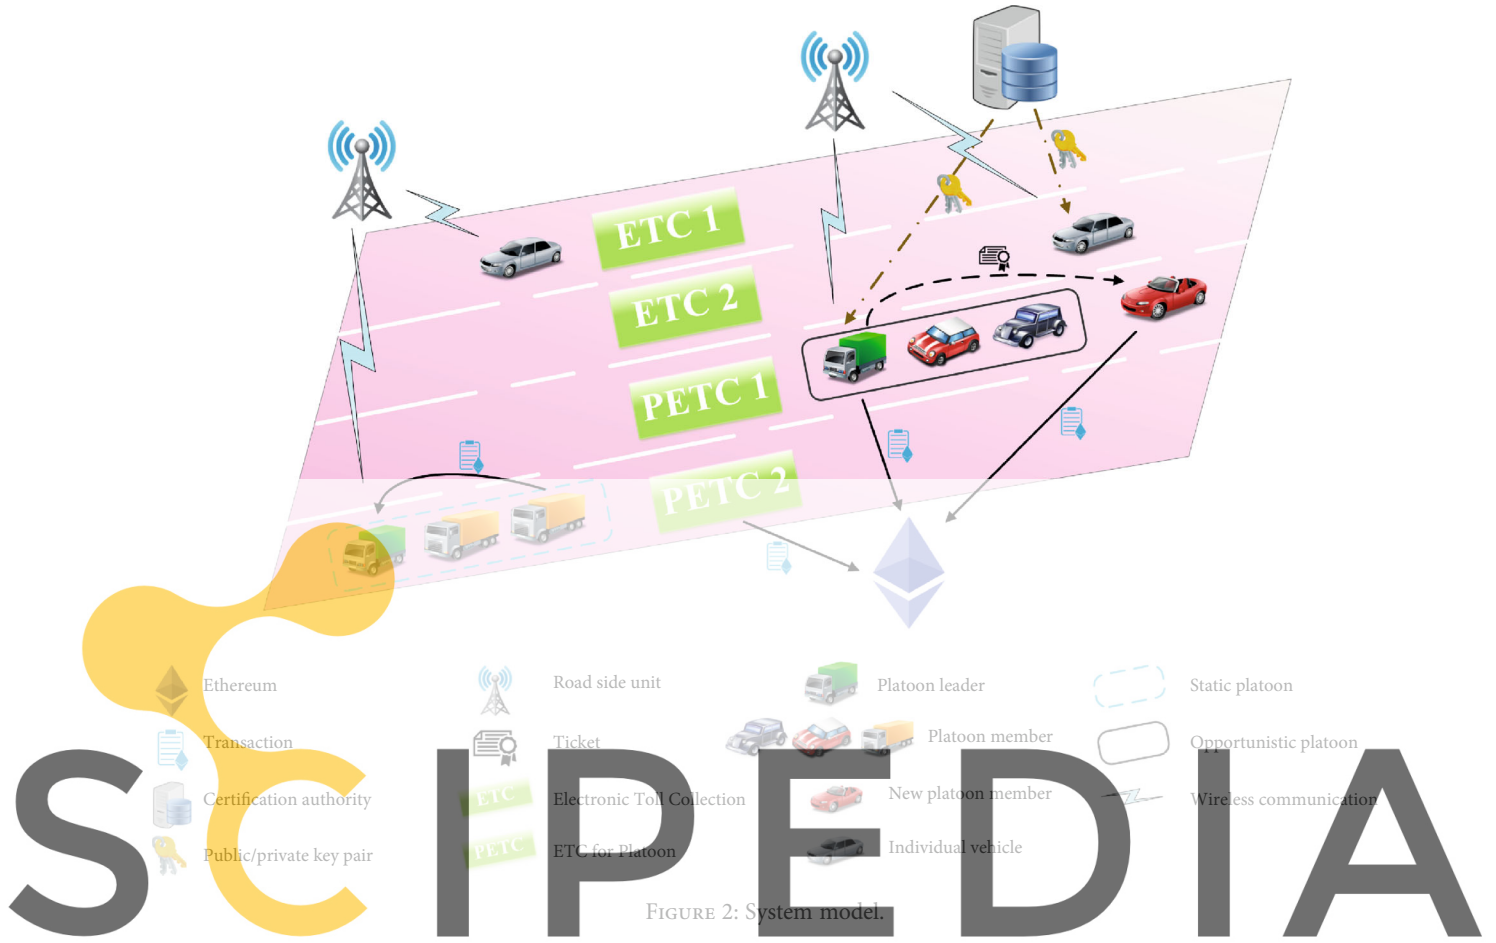 ETC 1
ETC 2
PETC 1
PETC 2
Ethereum
Road side unit
Platoon leader
Static platoon
Transaction
Ticket
Platoon member
Opportunistic platoon
Certification authority
ETC
Electronic Toll Collection
New platoon member
Wireless communication
Public/private key pair
PETC
ETC for Platoon
Individual vehicle
SCIPEDIA
FIGURE 2: System model.